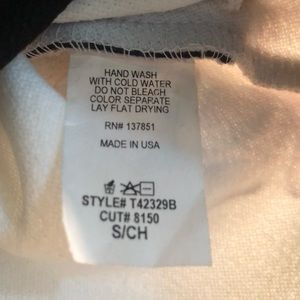 HAND WASH
WITH COLD WATER
DO NOT BLEACH
COLOR SEPARATE
LAY FLAT DRYING
RN# 137851
MADE IN USA
STYLE# T42329B
CUT# 8150
S/CH